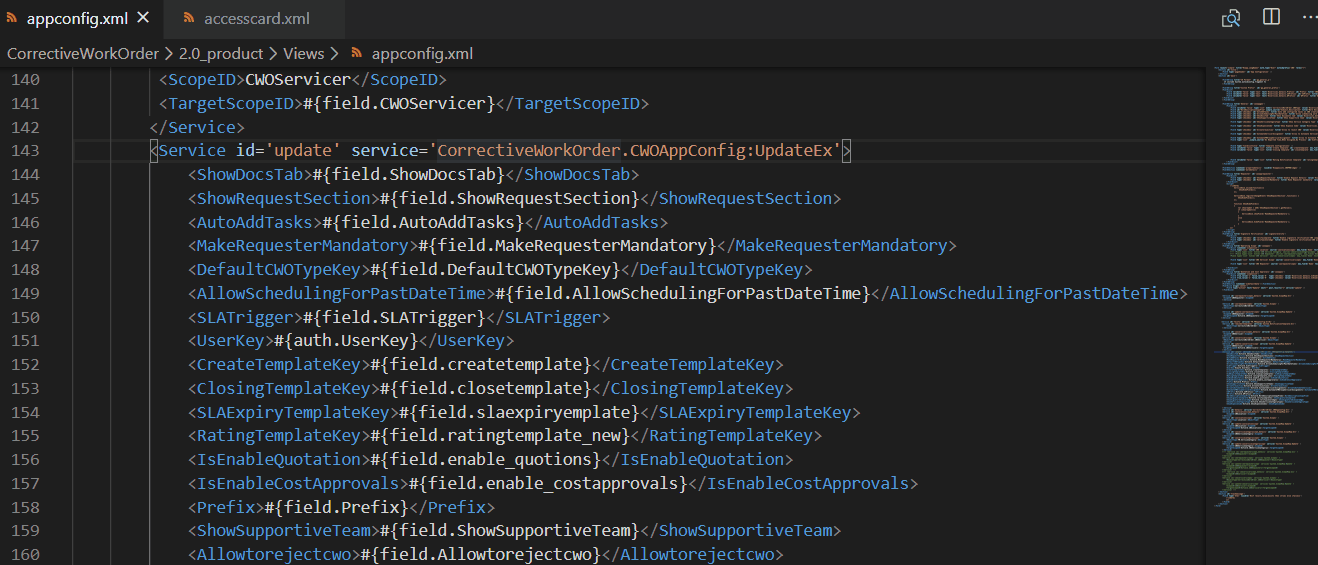 appconfig.xml
accesscard.xml
CorrectiveWorkOrder > 2.0_product > Views > appconfig.xml
140 <ScopeID>CWOServicer</ScopeID>
141 <TargetScopeID>#{field.CWOServicer}</TargetScopeID>
142 </Service>
143 <Service id='update' service='CorrectiveWorkOrder.CWOAppConfig:UpdateEx'>
144 <ShowDocsTab>#{field.ShowDocsTab}</ShowDocsTab>
145 <ShowRequestSection>#{field.ShowRequestSection}</ShowRequestSection>
146 <AutoAddTasks>#{field.AutoAddTasks}</AutoAddTasks>
147 <MakeRequesterMandatory>#{field.MakeRequesterMandatory}</MakeRequesterMandatory>
148 <DefaultCWOTypeKey>#{field.DefaultCWOTypeKey}</DefaultCWOTypeKey>
149 <AllowSchedulingForPastDateTime>#{field.AllowSchedulingForPastDateTime}</AllowSchedulingForPastDateTime>
150 <SLATrigger>#{field.SLATrigger}</SLATrigger>
151 <UserKey>#{auth.UserKey}</UserKey>
152 <CreateTemplateKey>#{field.createtemplate}</CreateTemplateKey>
153 <ClosingTemplateKey>#{field.closetemplate}</ClosingTemplateKey>
154 <SLAExpiryTemplateKey>#{field.slaexpiryemplate}</SLAExpiryTemplateKey>
155 <RatingTemplateKey>#{field.ratingtemplate_new}</RatingTemplateKey>
156 <IsEnableQuotation>#{field.enable_quotions}</IsEnableQuotation>
157 <IsEnableCostApprovals>#{field.enable_costapprovals}</IsEnableCostApprovals>
158 <Prefix>#{field.Prefix}</Prefix>
159 <ShowSupportiveTeam>#{field.ShowSupportiveTeam}</ShowSupportiveTeam>
160 <Allowtorejectcwo>#{field.Allowtorejectcwo}</Allowtorejectcwo>